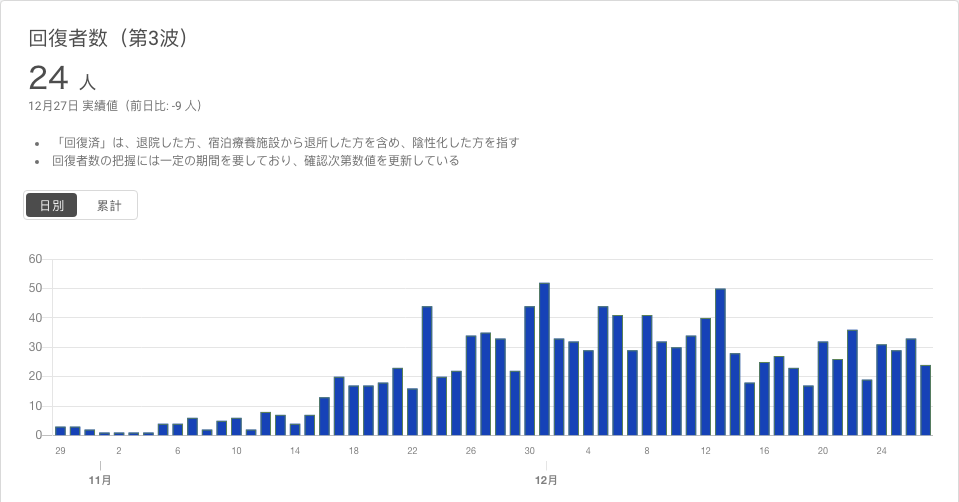 回復者数（第3波）
24 人
12月27日 実績値（前日比: -9 人）
• 「回復済」は、退院した方、宿泊療養施設から退所した方を含め、陰性化した方を指す
• 回復者数の把握には一定の期間を要しており、確認次第数値を更新している
日別 累計
60
50
40
30
20
10
0
29 2 6 10 14 18 22 26 30 4 8 12 16 20 24
11月 12月